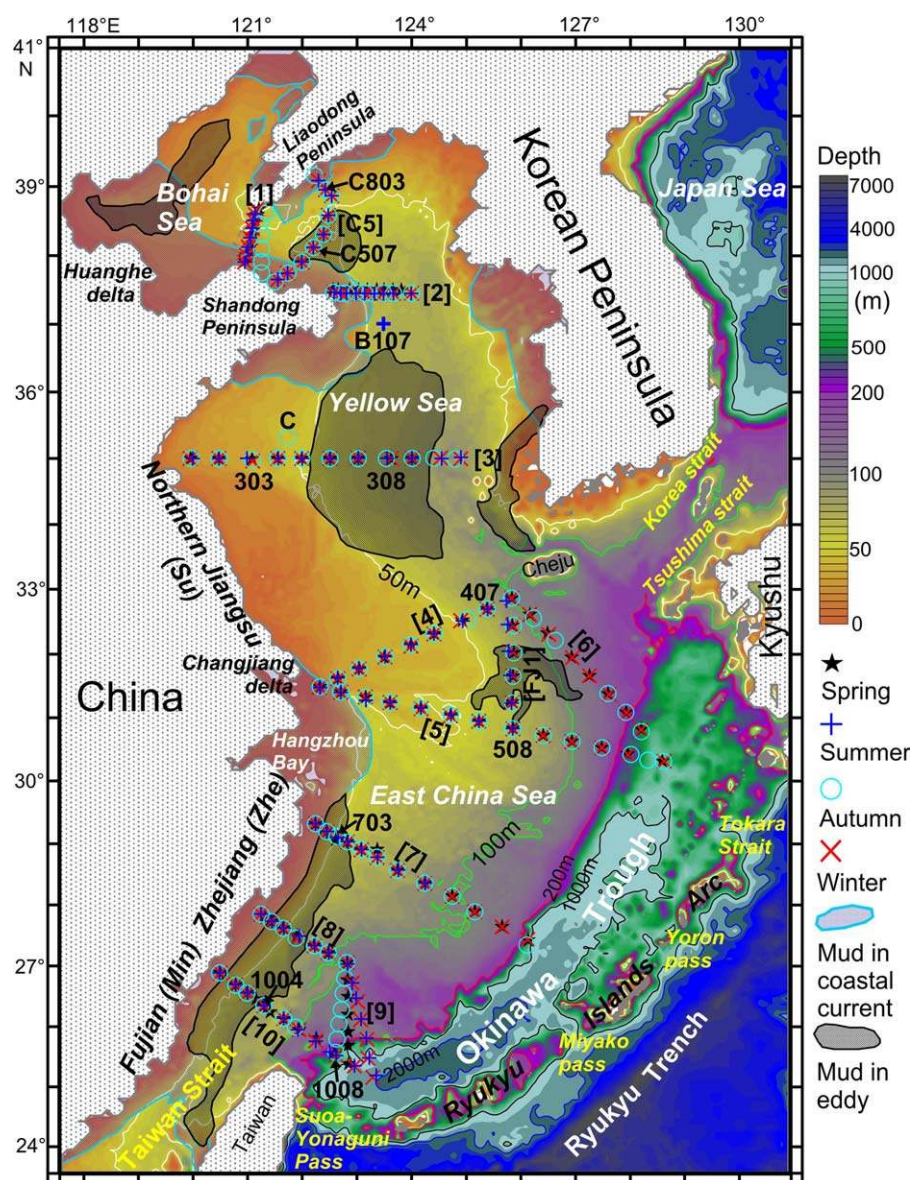 118°E
121°
124°
127°
130°
41°
N
39°
36°
33°
30°
27°
24°
Liaodong
Peninsula
Korean Peninsula
Japan Sea
Bohai
Sea
[1]
C803
[C5]
C507
Huanghe
delta
Shandong
Peninsula
[2]
B107
Yellow Sea
C
303
308
[3]
Northern Jiangsu
(Su)
50m
Cheju
Korea strait
Tsushima strait
Kyushu
407
[4]
[6]
[FJ1]
Changjiang
delta
China
[5]
508
Hangzhou
Bay
East China Sea
703
[7]
100m
200m
1000m
Tokara
Strait
Fujian (Min) Zhejiang (Zhe)
[8]
1004
[9]
[10]
1008
2000m
Okinawa Trough
Ryukyu Islands Arc
Yoron
pass
Miyako
pass
Ryukyu Trench
Taiwan Strait
Taiwan
Suoa-
Yonaguni
Pass
Depth
7000
4000
1000
(m)
500
200
100
50
0
Spring
Summer
Autumn
Winter
Mud in
coastal
current
Mud in
eddy